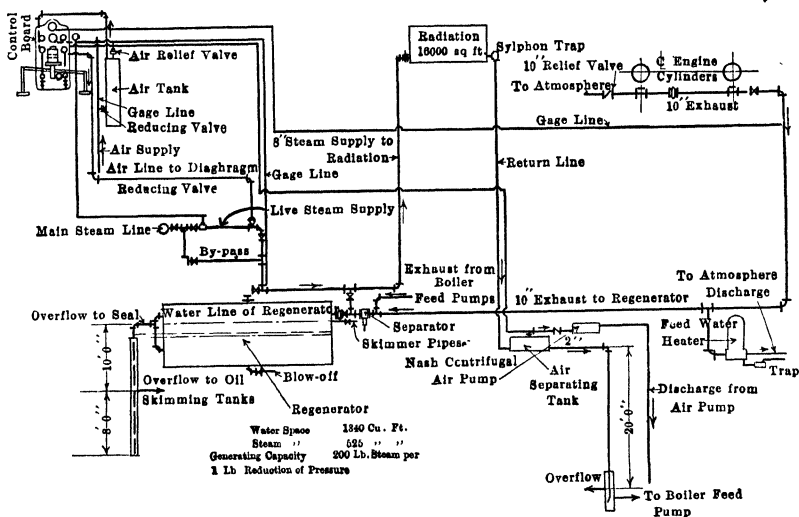 Control
Board
Radiation
16000 sq ft
Sylphon Trap
10" Relief Valve
℄ Engine
Cylinders
To Atmosphere
10" Exhaust
Air Relief Valve
Air Tank
Gage Line
Reducing Valve
Air Supply
Air Line to Diaghragm
Reducing Valve
Gage Line
8" Steam Supply to
Radiation
Gage Line
Return Line
Live Steam Supply
Main Steam Line
By-pass
Exhaust from
Boiler
Feed Pumps
10" Exhaust to Regenerator
To Atmosphere
Discharge
Overflow to Seal
Water Line of Regenerator
Separator
Skimmer Pipes
Feed Water
Heater
Trap
2"
Nash Centrifugal
Air Pump
Air
Separating
Tank
Discharge from
Air Pump
10'-0"
8'-0"
20'-0"
Overflow to Oil
Skimming Tanks
Blow-off
Regenerator
Water Space 1340 Cu. Ft.
Steam " 525 " "
Generating Capacity 200 Lb. Steam per
1 Lb Reduction of Pressure
Overflow
To Boiler Feed
Pump